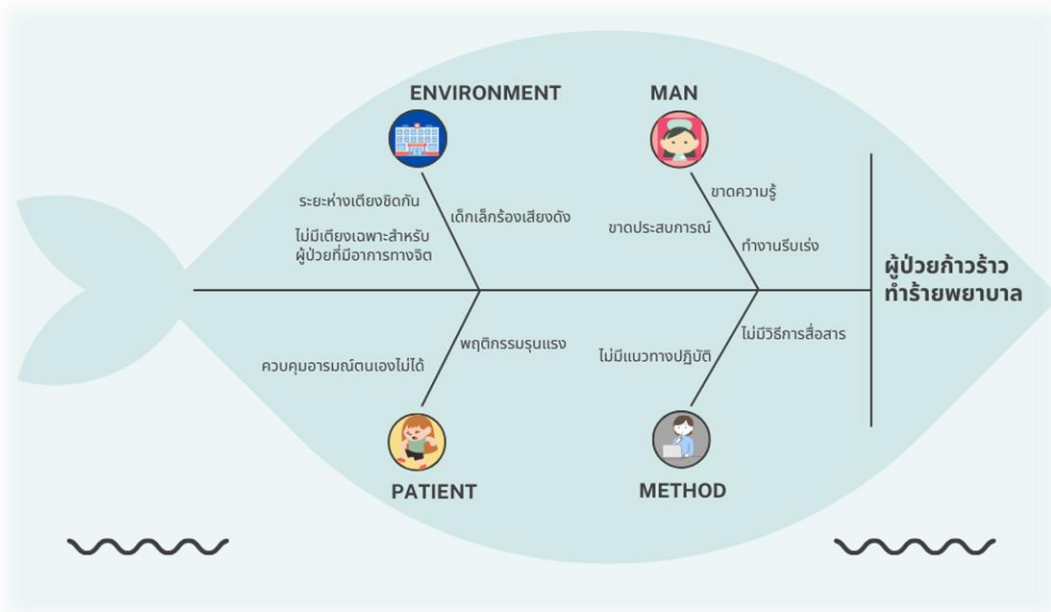 ENVIRONMENT
MAN
ระยะห่างเตียงชิดกัน
เด็กเล็กร้องเสียงดัง
ไม่มีเตียงเฉพาะสำหรับ
ผู้ป่วยที่มีอาการทางจิต
ขาดความรู้
ขาดประสบการณ์
ทำงานรีบเร่ง
ผู้ป่วยก้าวร้าว
ทำร้ายพยาบาล
พฤติกรรมรุนแรง
ควบคุมอารมณ์ตนเองไม่ได้
ไม่มีวิธีการสื่อสาร
ไม่มีแนวทางปฏิบัติ
PATIENT
METHOD